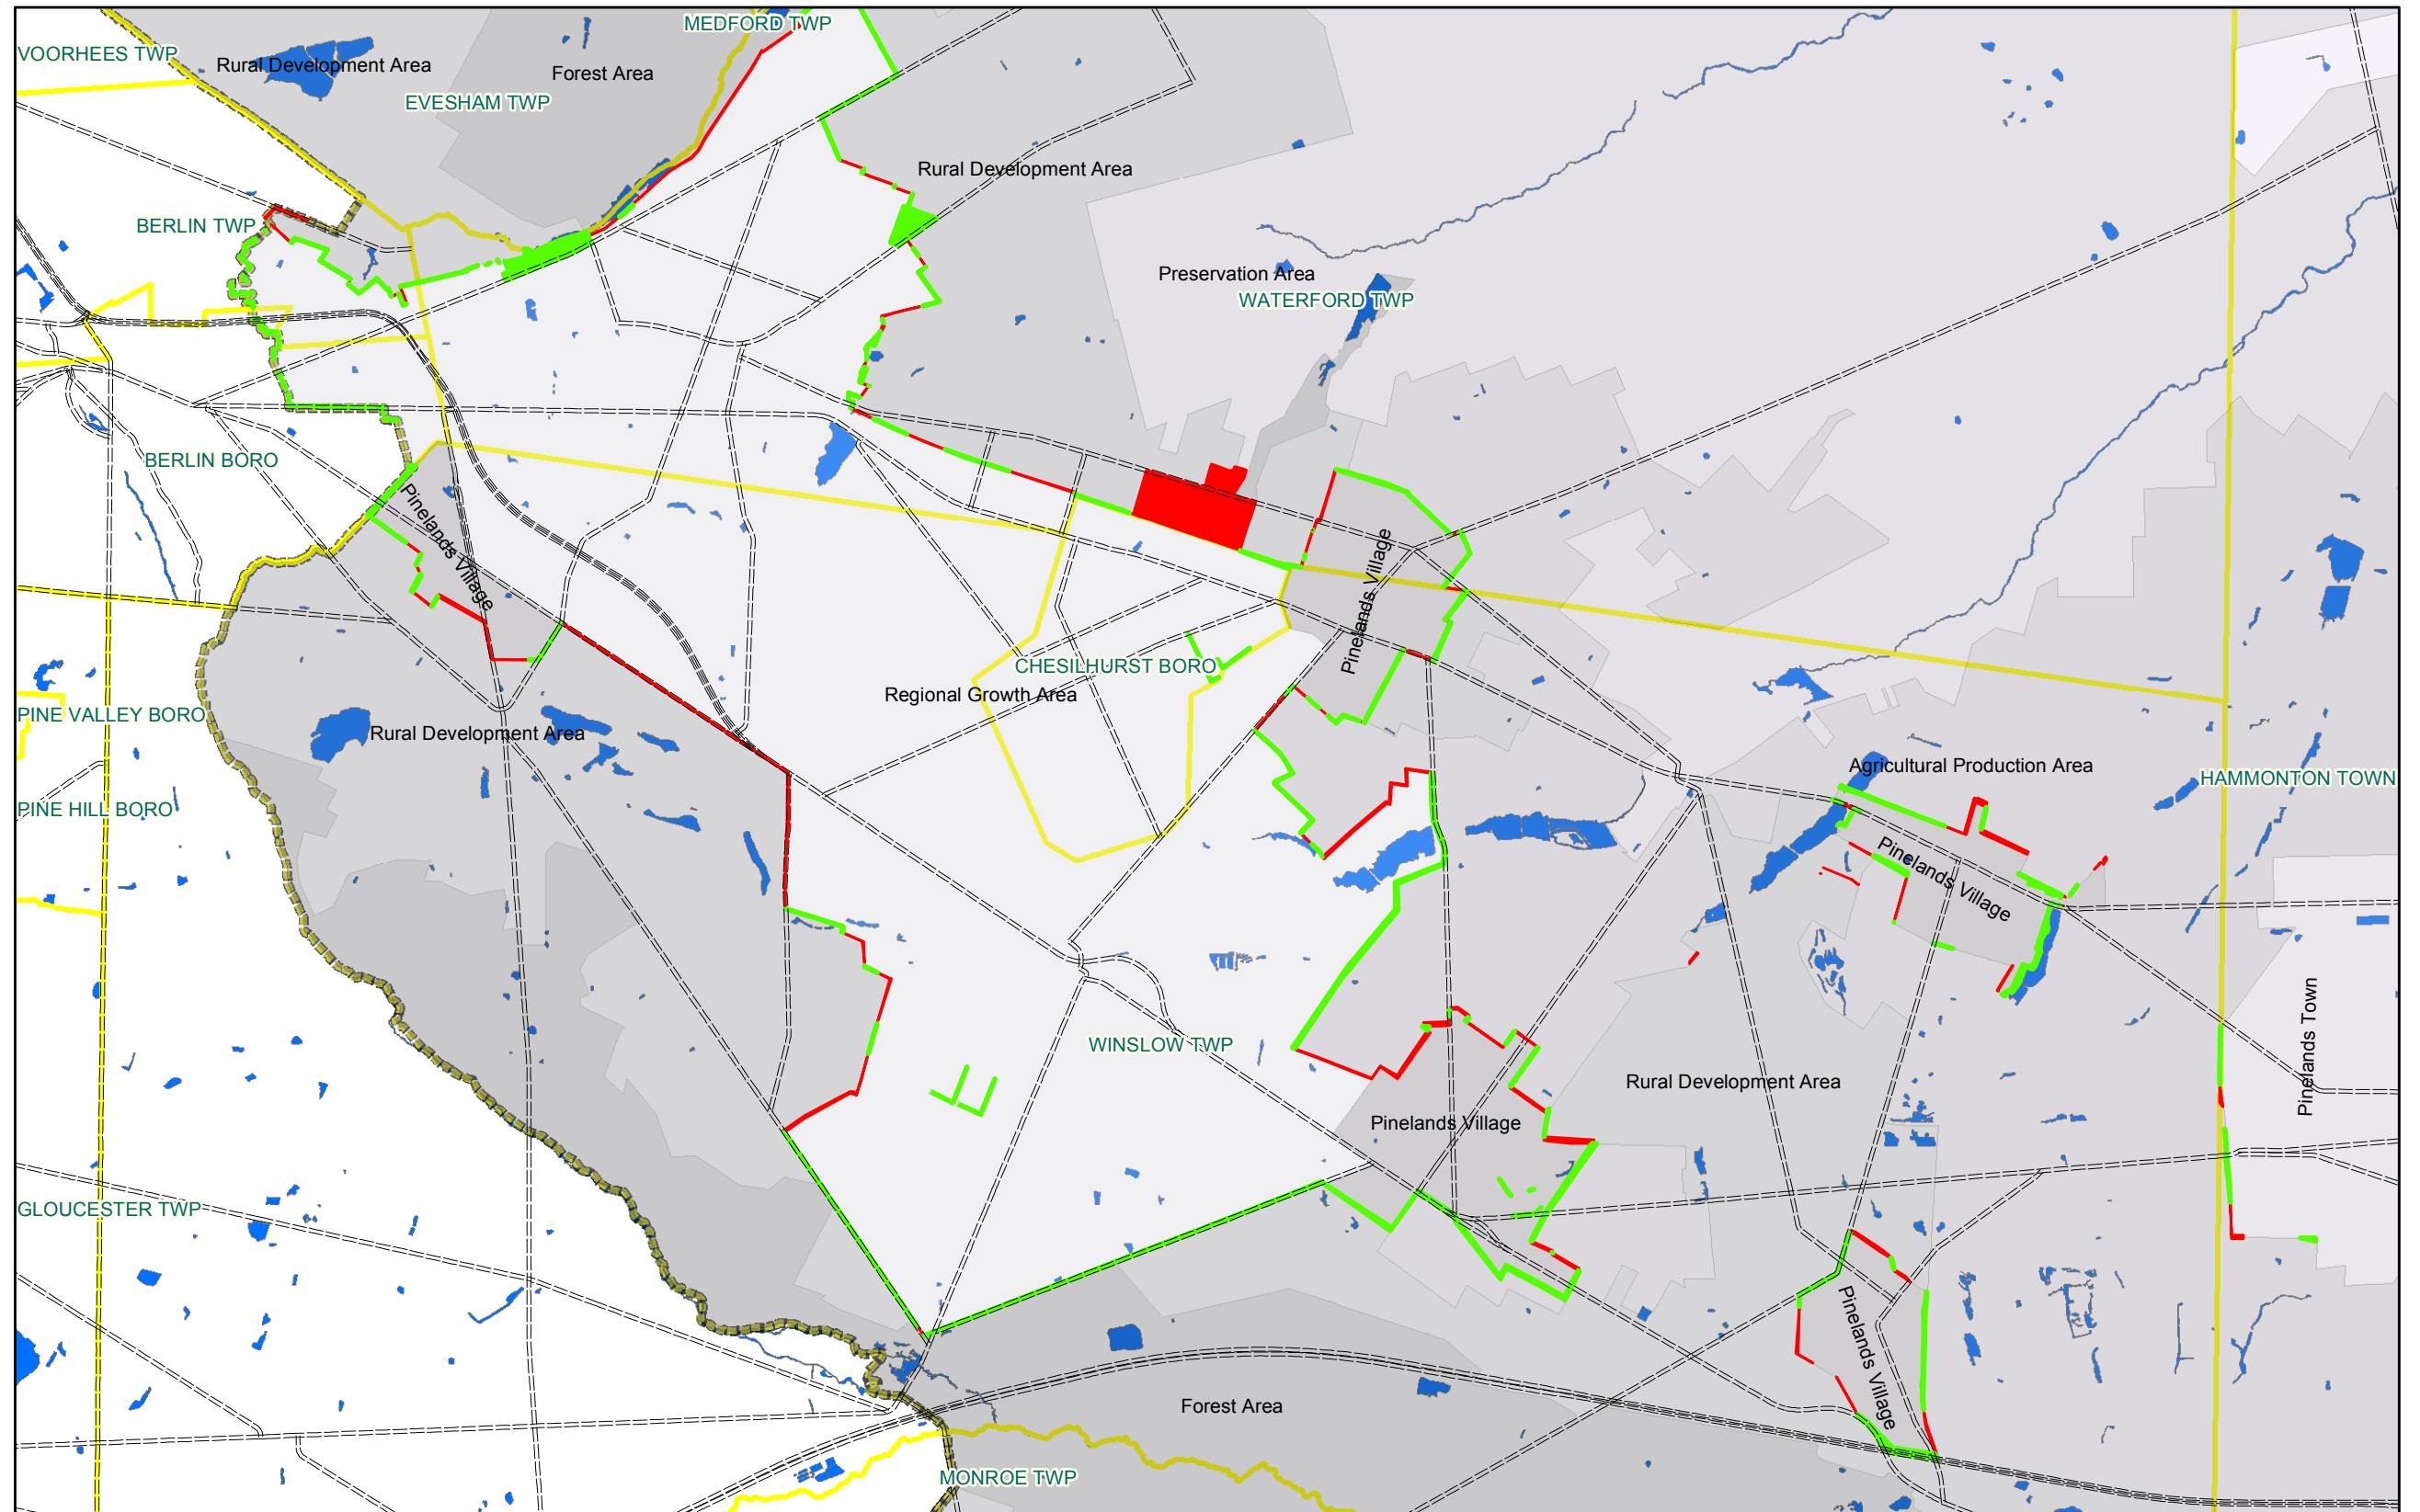 MEDFORD TWP
VOORHEES TWP
Rural Development Area
Forest Area
EVESHAM TWP
Rural Development Area
BERLIN TWP
Preservation Area
WATERFORD TWP
BERLIN BORO
Pinelands Village
Pinelands Village
CHESILHURST BORO
Regional Growth Area
PINE VALLEY BORO
Rural Development Area
Agricultural Production Area
HAMMONTON TOWN
PINE HILL BORO
Pinelands Village
Pinelands Town
WINSLOW TWP
Rural Development Area
Pinelands Village
GLOUCESTER TWP
Pinelands Village
Forest Area
MONROE TWP